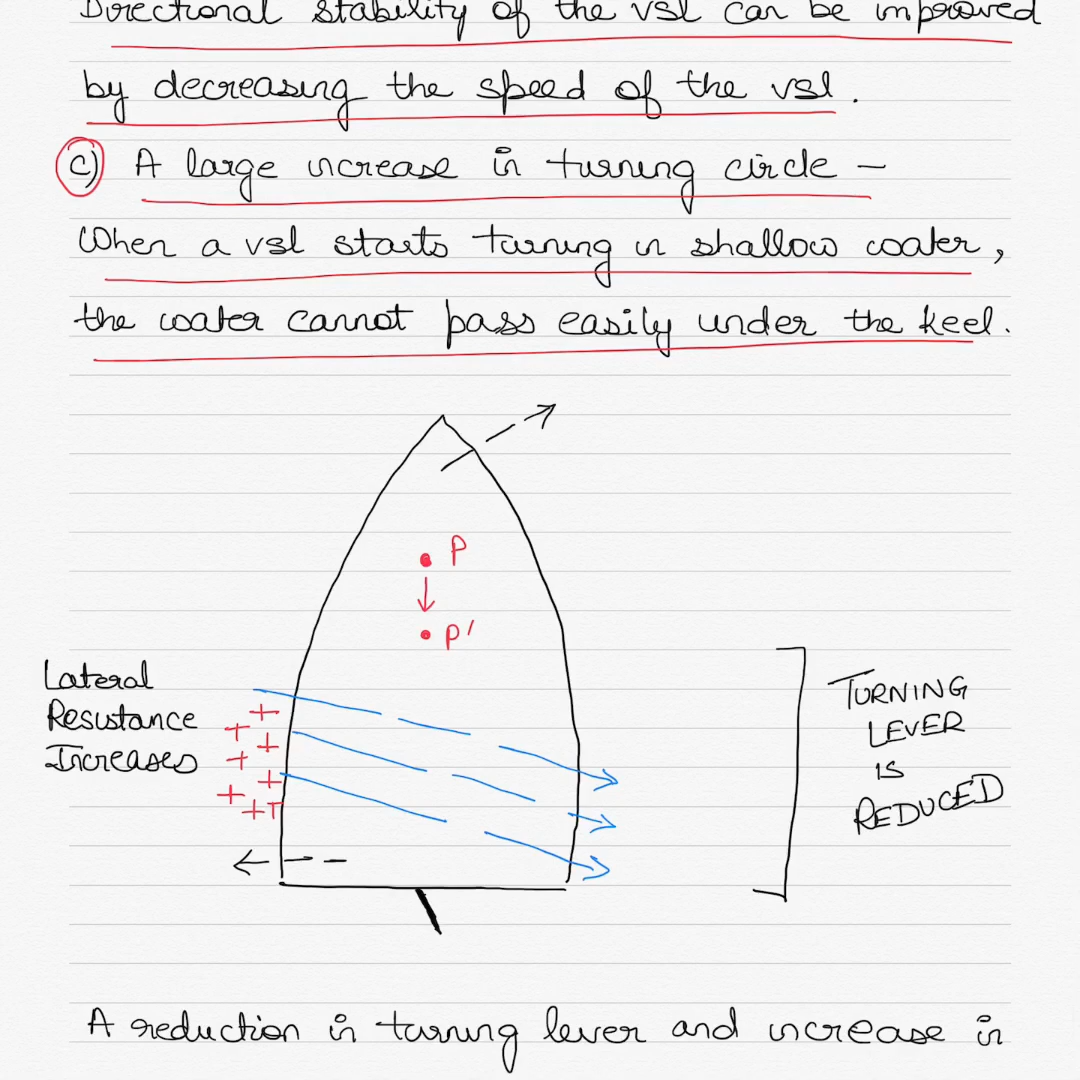 Directional stability of the vsl can be improved
by decreasing the speed of the vsl.
c) A large increase in turning circle –
When a vsl starts turning in shallow water,
the water cannot pass easily under the keel.
P
P'
Lateral
Resistance
Increases
TURNING
LEVER
IS
REDUCED
A reduction in turning lever and increase in